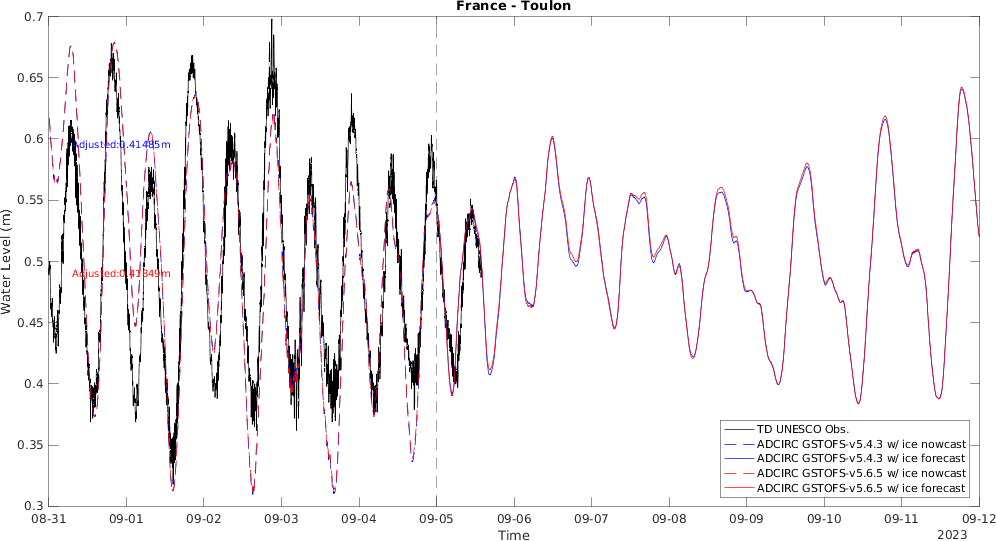 France - Toulon
0.7
0.65
0.6
0.55
0.5
0.45
0.4
0.35
0.3
Water Level (m)
Adjusted:0.41485m
Adjusted:0.41349m
TD UNESCO Obs.
ADCIRC GSTOFS-v5.4.3 w/ ice nowcast
ADCIRC GSTOFS-v5.4.3 w/ ice forecast
ADCIRC GSTOFS-v5.6.5 w/ ice nowcast
ADCIRC GSTOFS-v5.6.5 w/ ice forecast
08-31 09-01 09-02 09-03 09-04 09-05 09-06 09-07 09-08 09-09 09-10 09-11 09-12
Time
2023